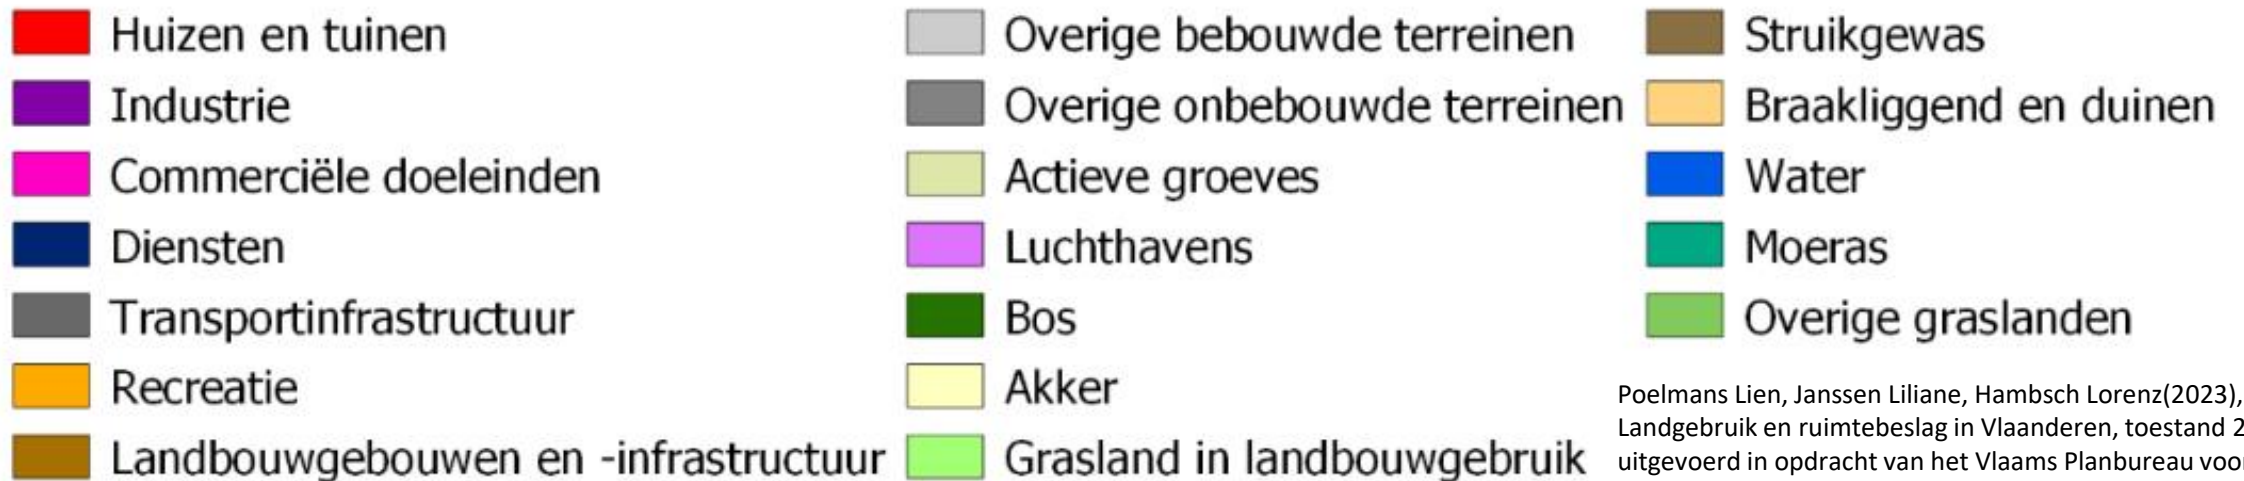 Huizen en tuinen
Industrie
Commerciële doeleinden
Diensten
Transportinfrastructuur
Recreatie
Landbouwgebouwen en -infrastructuur
Overige bebouwde terreinen
Overige onbebouwde terreinen
Actieve groeves
Luchthavens
Bos
Akker
Grasland in landbouwgebruik
Struikgewas
Braakliggend en duinen
Water
Moeras
Overige graslanden
Poelmans Lien, Janssen Liliane, Hambsch Lorenz(2023),
Landgebruik en ruimtebeslag in Vlaanderen, toestand 2
uitgevoerd in opdracht van het Vlaams Planbureau voor